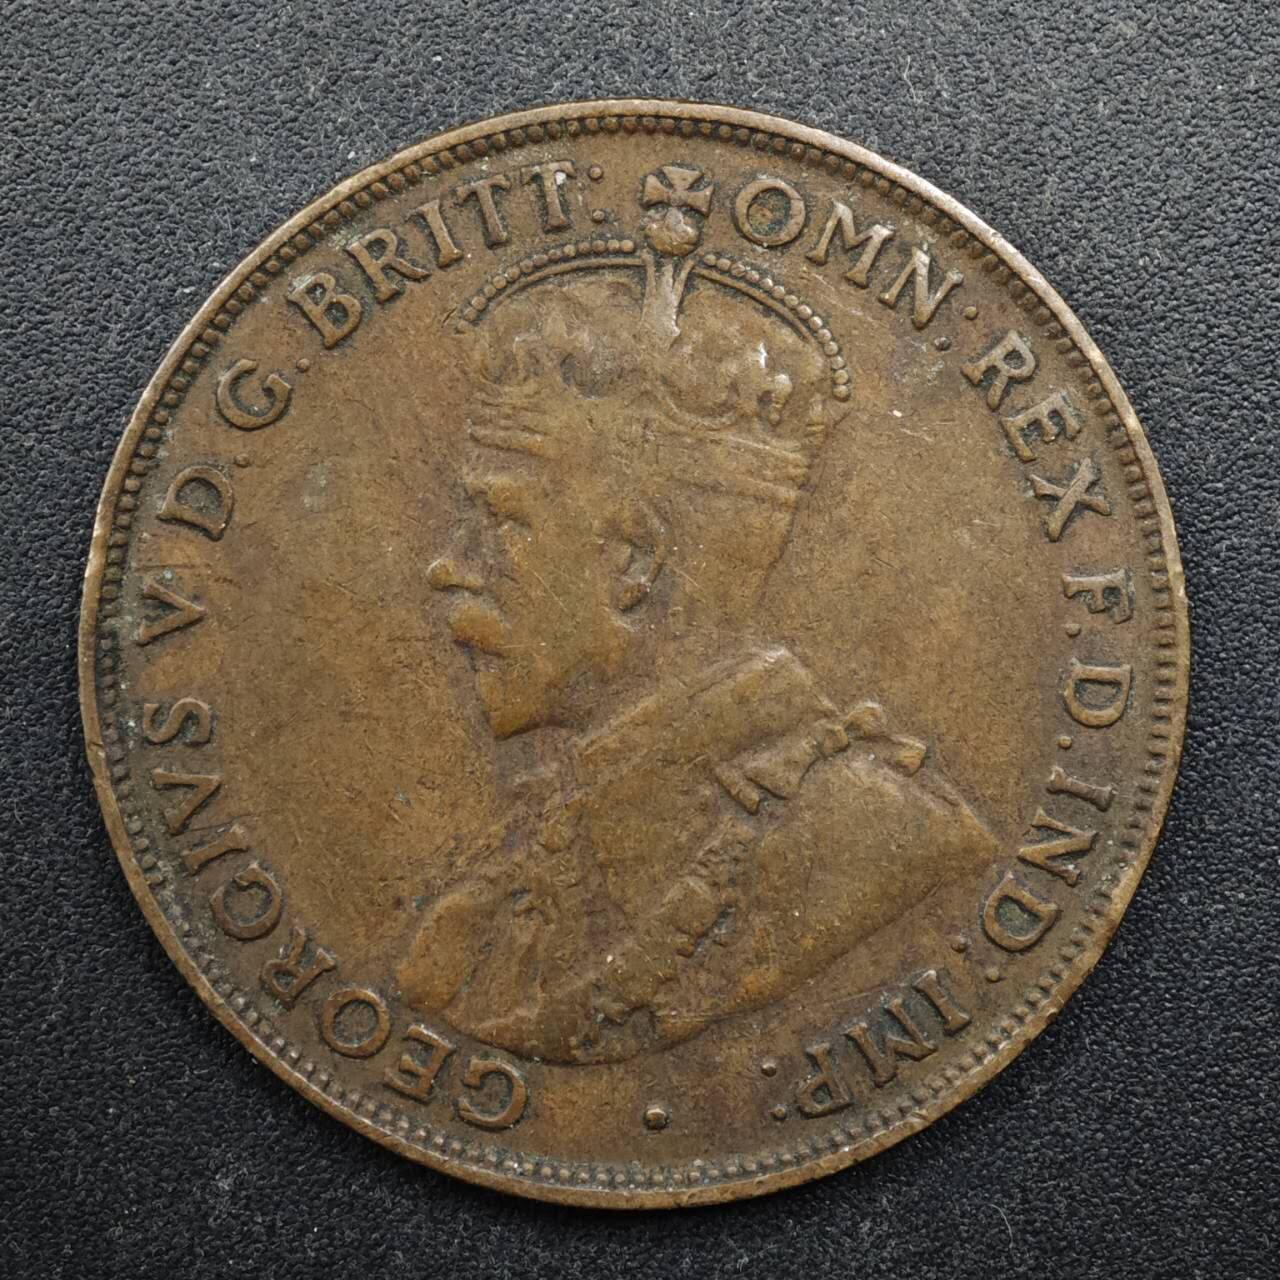 GEORGIVS V D. G. BRITT: OMN: REX F. D. IND: IMP: